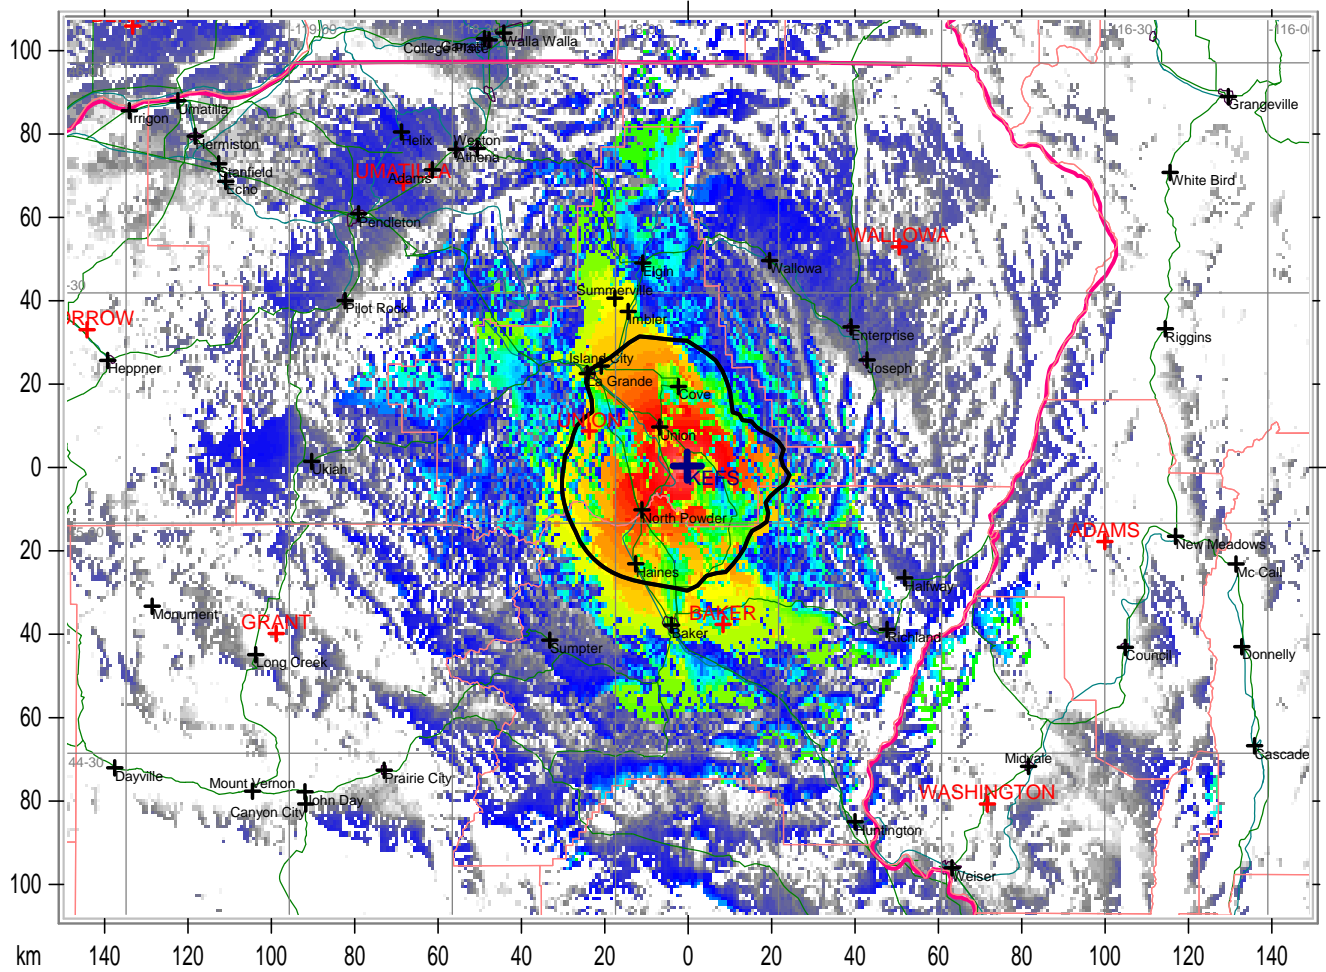 -119-00
-116-30
-116-0
100
College Place
Walla Walla
Umatilla
Irrigon
Grangeville
80
Hermiston
Helix
Weston
Athena
Stanfield
Echo
UMATILLA
Adams
White Bird
60
Pendleton
WALLOWA
Elgin
Wallowa
-30
40
Summerville
Pilot Rock
Imbler
RROW
Enterprise
Riggins
Heppner
Island City
Joseph
20
La Grande
Cove
UNION
Union
0
Ukiah
KEFS
North Powder
ADAMS
New Meadows
20
Haines
Mc Call
Halfway
Monument
GRANT
BAKER
40
Baker
Richland
Sumpter
Council
Donnelly
Long Creek
60
44-30
Midvale
Cascade
Dayville
Mount Vernon
Prairie City
WASHINGTON
80
John Day
Canyon City
Huntington
Weiser
100
km
140
120
100
80
60
40
20
0
20
40
60
80
100
120
140